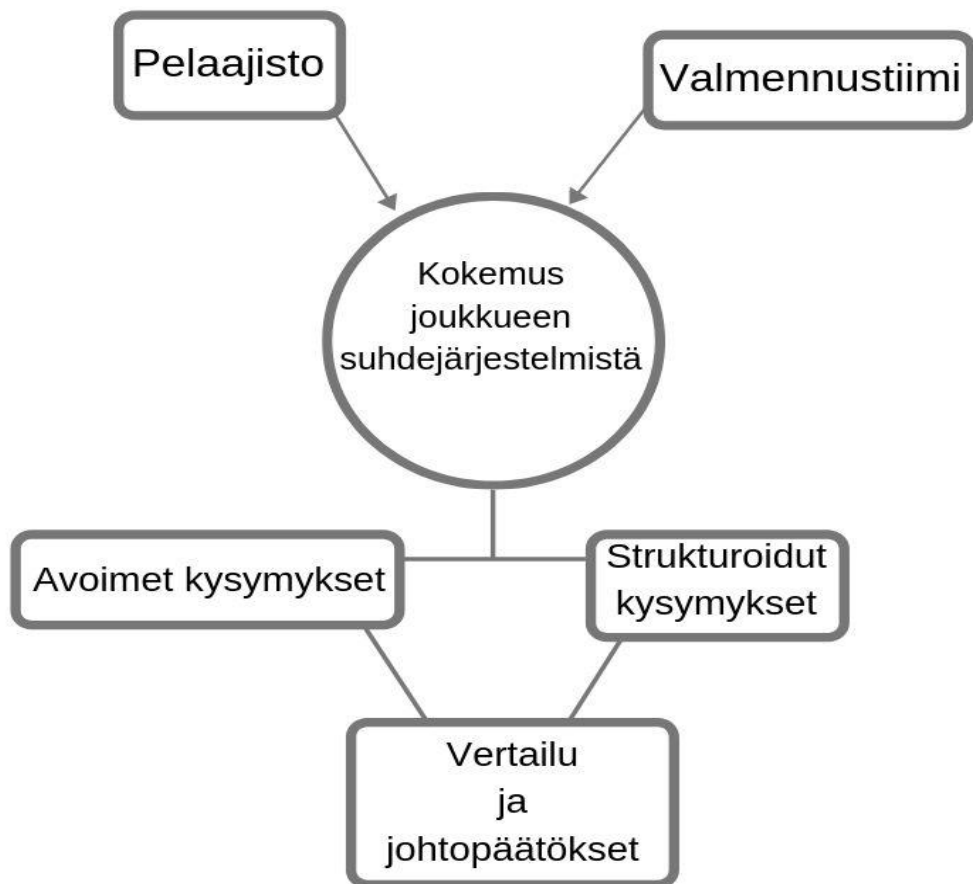 Pelaajisto
Valmennustiimi
Kokemus
joukkueen
suhdejärjestelmistä
Avoimet kysymykset
Strukturoidut
kysymykset
Vertailu
ja
johtopäätökset